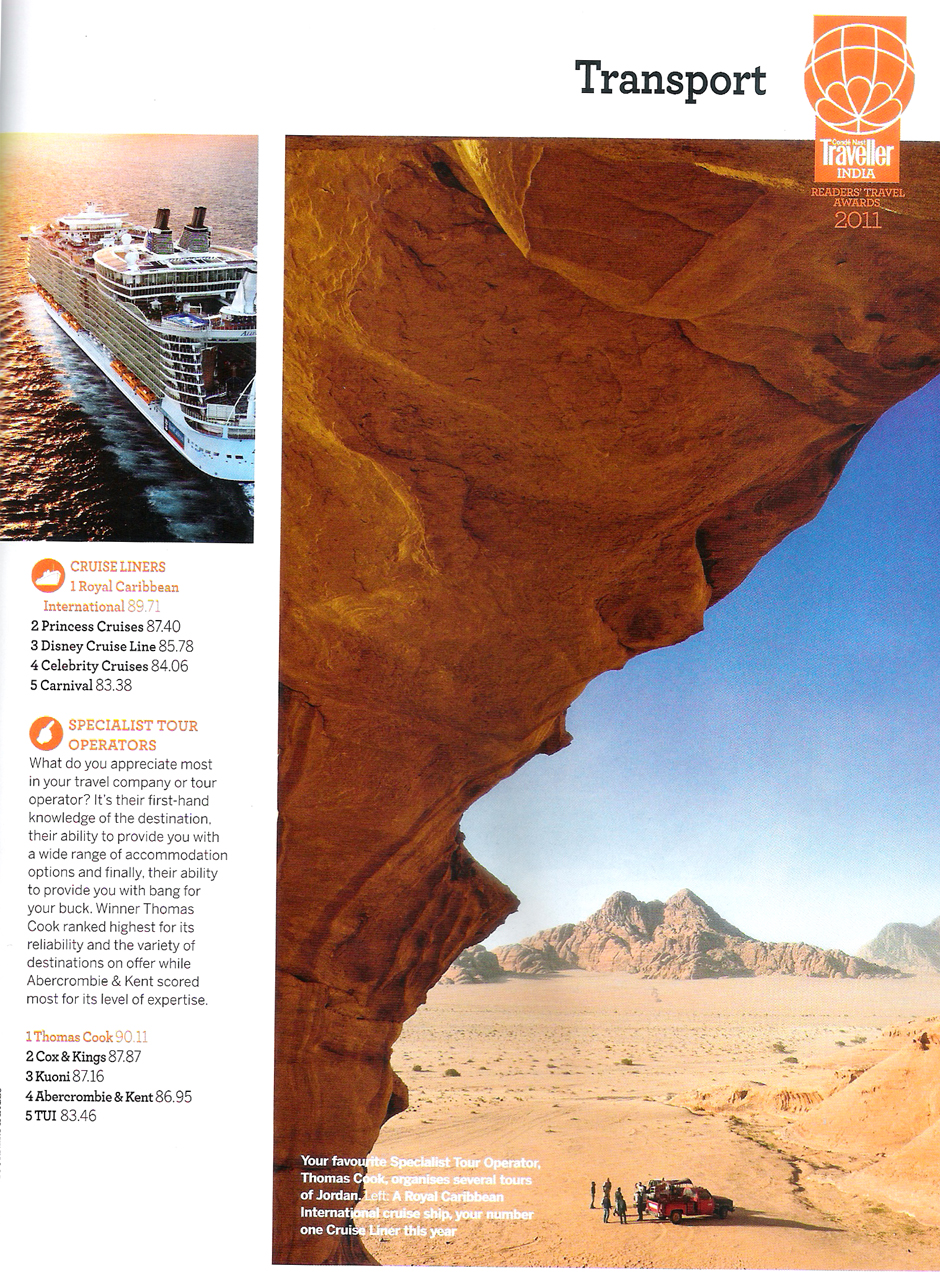 Transport
Condé Nast
Traveller
INDIA
READERS' TRAVEL
AWARDS
2011
CRUISE LINERS
1 Royal Caribbean
International 89.71
2 Princess Cruises 87.40
3 Disney Cruise Line 85.78
4 Celebrity Cruises 84.06
5 Carnival 83.38
SPECIALIST TOUR
OPERATORS
What do you appreciate most
in your travel company or tour
operator? It's their first-hand
knowledge of the destination,
their ability to provide you with
a wide range of accommodation
options and finally, their ability
to provide you with bang for
your buck. Winner Thomas
Cook ranked highest for its
reliability and the variety of
destinations on offer while
Abercrombie & Kent scored
most for its level of expertise.
1 Thomas Cook 90.11
2 Cox & Kings 87.87
3 Kuoni 87.16
4 Abercrombie & Kent 86.95
5 TUI 83.46
Your favourite Specialist Tour Operator,
Thomas Cook, organises several tours
of Jordan. Left: A Royal Caribbean
International cruise ship, your number
one Cruise Liner this year